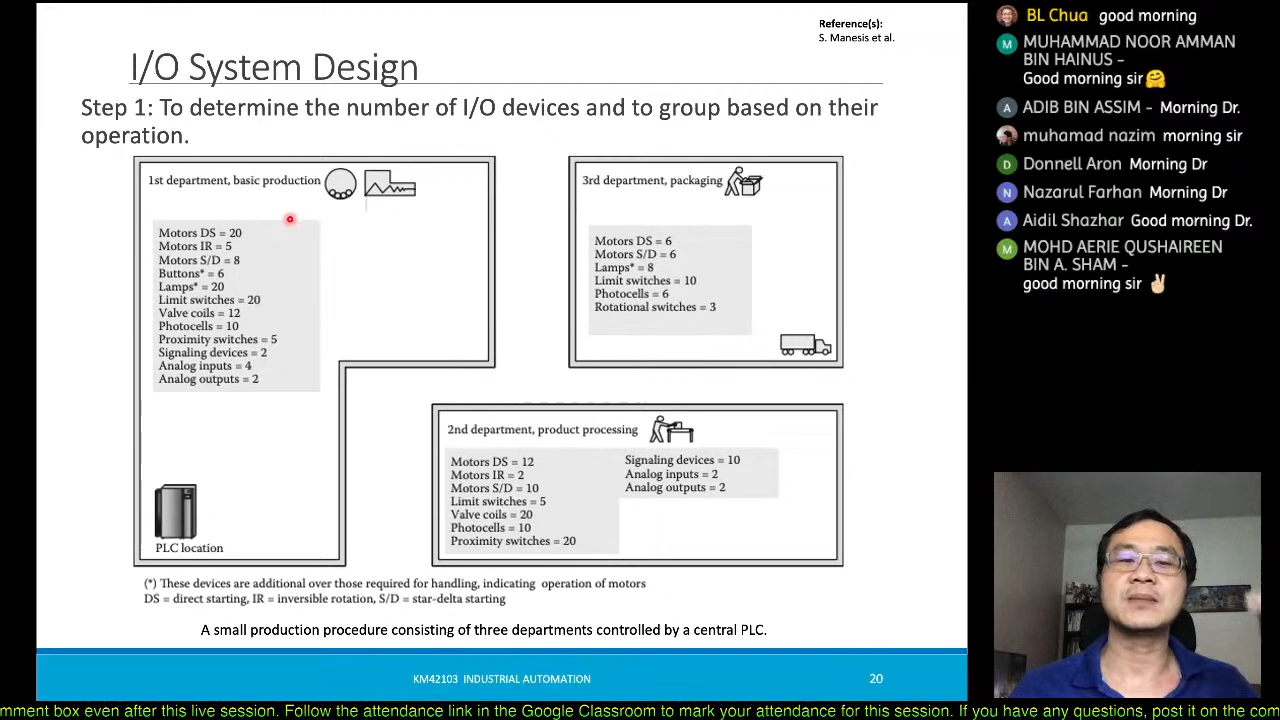 Reference(s):
S. Manesis et al.
I/O System Design
Step 1: To determine the number of I/O devices and to group based on their
operation.
1st department, basic production
Motors DS = 20
Motors IR = 5
Motors S/D = 8
Buttons* = 6
Lamps* = 20
Limit switches = 20
Valve coils = 12
Photocells = 10
Proximity switches = 5
Signaling devices = 2
Analog inputs = 4
Analog outputs = 2
PLC location
3rd department, packaging
Motors DS = 6
Motors S/D = 6
Lamps* = 8
Limit switches = 10
Photocells = 6
Rotational switches = 3
2nd department, product processing
Motors DS = 12
Motors IR = 2
Motors S/D = 10
Limit switches = 5
Valve coils = 20
Photocells = 10
Proximity switches = 20
Signaling devices = 10
Analog inputs = 2
Analog outputs = 2
(*) These devices are additional over those required for handling, indicating operation of motors
DS = direct starting, IR = inversible rotation, S/D = star-delta starting
A small production procedure consisting of three departments controlled by a central PLC.
KM42103 INDUSTRIAL AUTOMATION
20
BL Chua good morning
M
MUHAMMAD NOOR AMMAN
BIN HAINUS -
Good morning sir🤗
A
ADIB BIN ASSIM - Morning Dr.
muhamad nazim morning sir
D
Donnell Aron Morning Dr
N
Nazarul Farhan Morning Dr
A
Aidil Shazhar Good morning Dr.
M
MOHD AERIE QUSHAIREEN
BIN A. SHAM -
good morning sir ✌🏻
mment box even after this live session. Follow the attendance link in the Google Classroom to mark your attendance for this session. If you have any questions, post it on the com